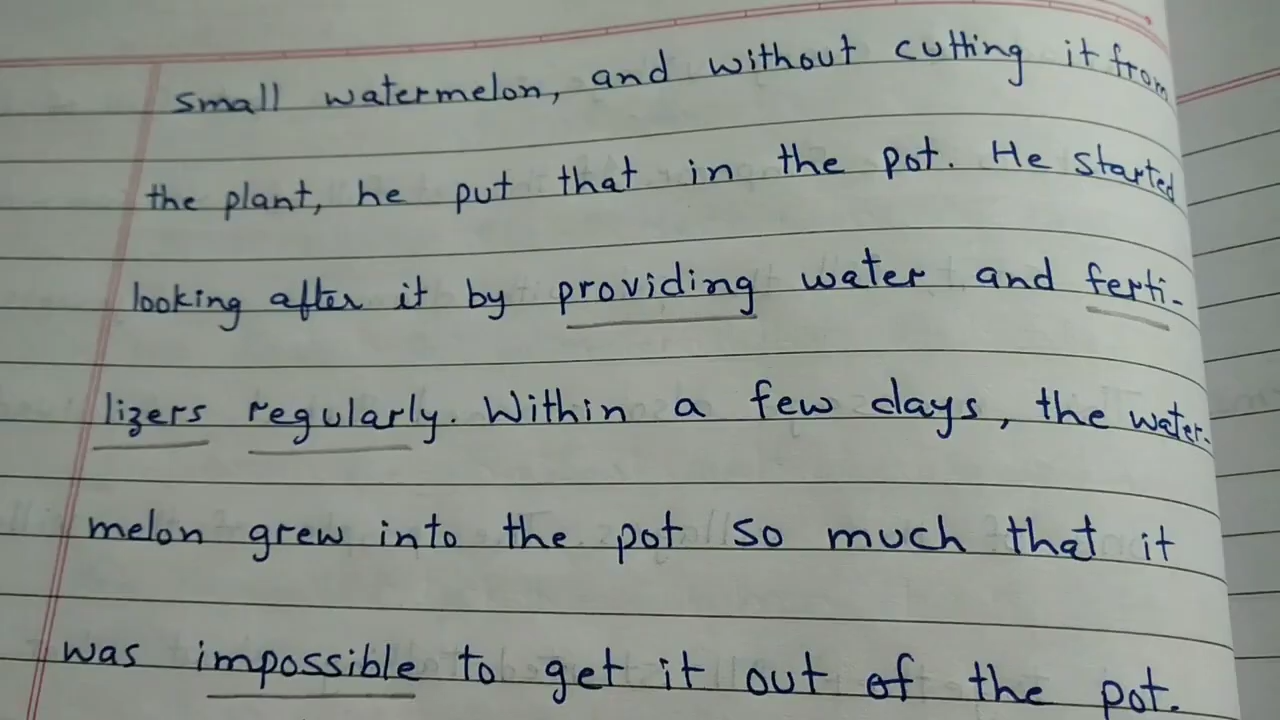 small watermelon, and without cutting it from
the plant, he put that in the pot. He started
looking after it by providing water and ferti-
lizers regularly. Within a few days, the water-
melon grew into the pot so much that it
was impossible to get it out of the pot.